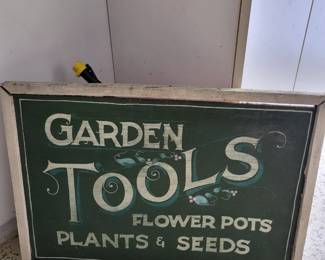 GARDEN
TOOLS
FLOWER POTS
PLANTS & SEEDS